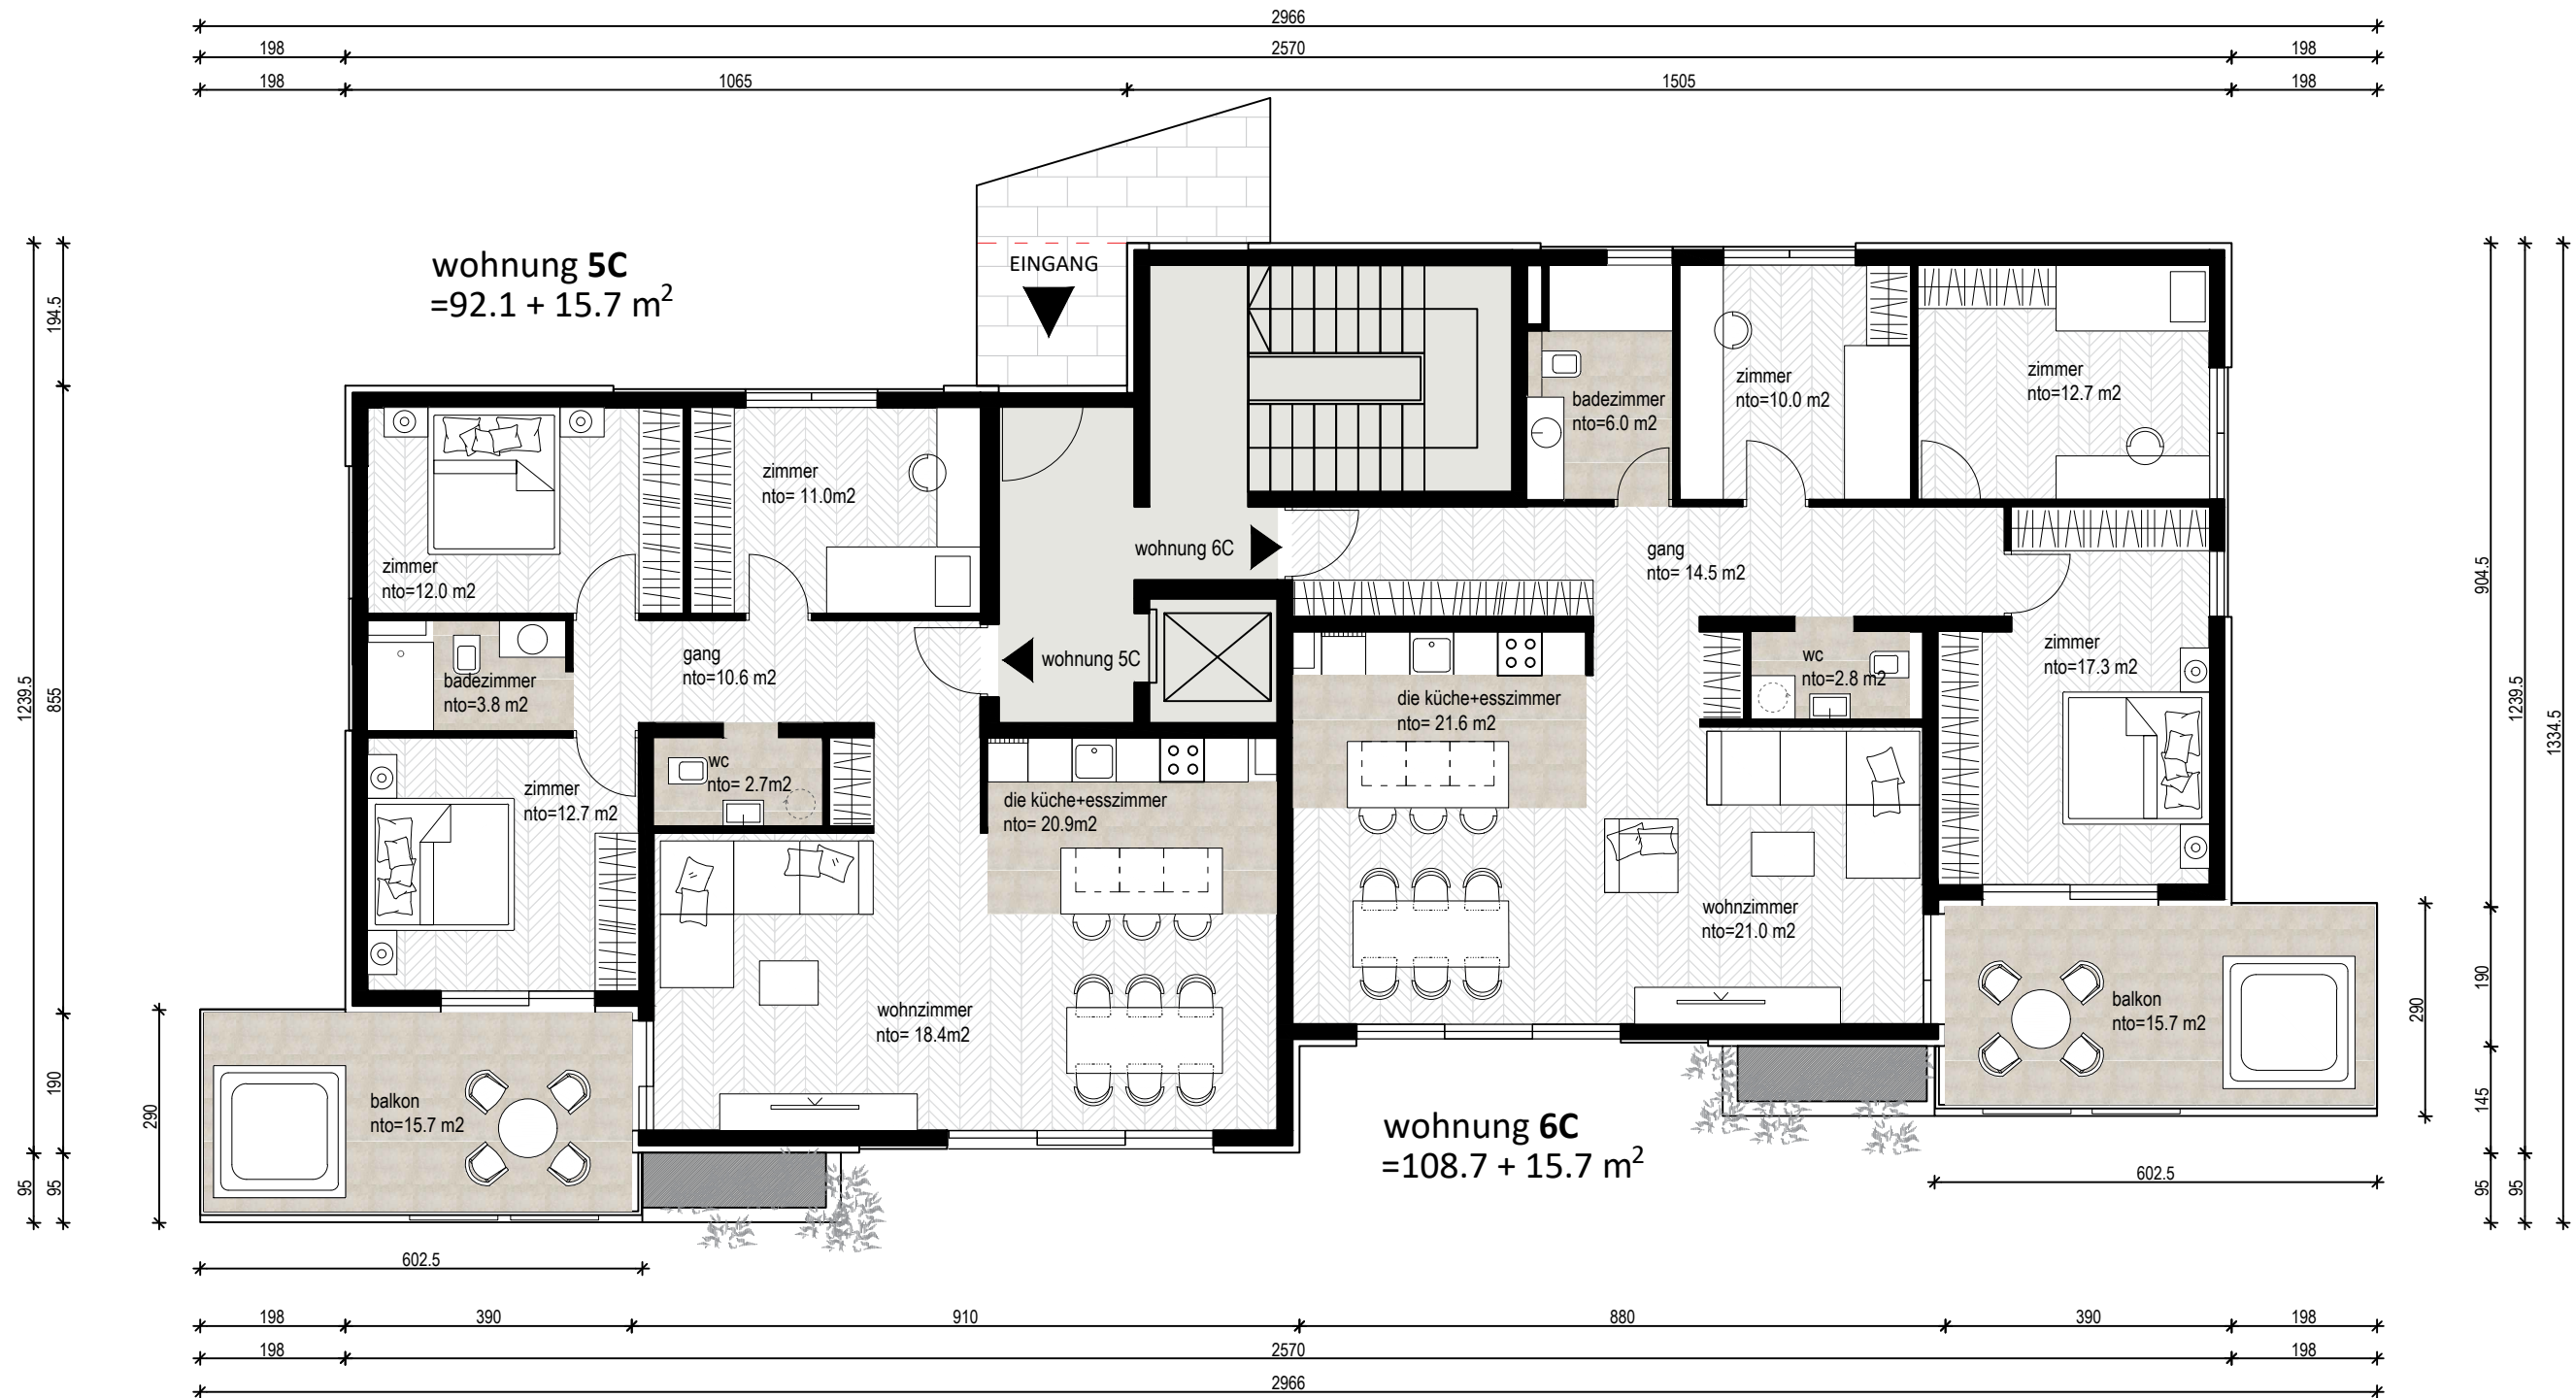 2966
198
2570
198
198
1065
1505
198
wohnung 5C
=92.1 + 15.7 m²
EINGANG
zimmer
nto=12.0 m2
zimmer
nto= 11.0m2
badezimmer
nto=3.8 m2
gang
nto=10.6 m2
wohnung 6C
wohnung 5C
zimmer
nto=12.7 m2
wc
nto= 2.7m2
die küche+esszimmer
nto= 20.9m2
wohnzimmer
nto= 18.4m2
balkon
nto=15.7 m2
badezimmer
nto=6.0 m2
zimmer
nto=10.0 m2
zimmer
nto=12.7 m2
gang
nto= 14.5 m2
zimmer
nto=17.3 m2
wc
nto=2.8 m2
die küche+esszimmer
nto= 21.6 m2
wohnzimmer
nto=21.0 m2
balkon
nto=15.7 m2
wohnung 6C
=108.7 + 15.7 m²
1239.5
95
194.5
855
190
95
290
904.5
190
145
95
1239.5
95
1334.5
290
602.5
602.5
198
390
910
880
390
198
198
2570
198
2966